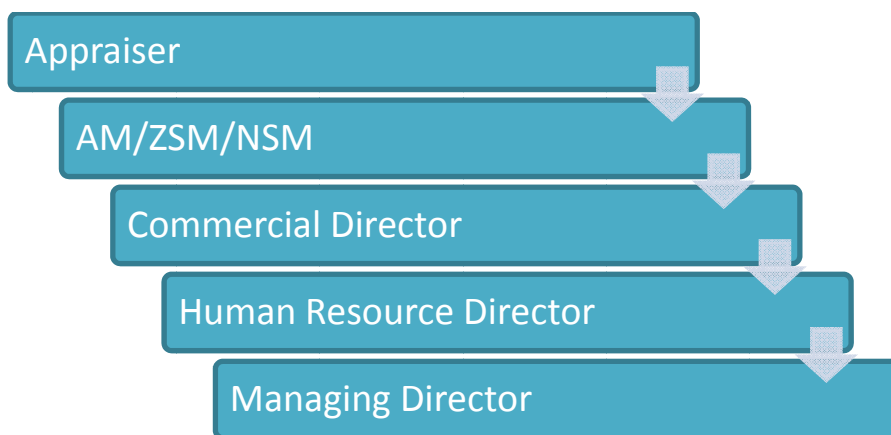 Appraiser
AM/ZSM/NSM
Commercial Director
Human Resource Director
Managing Director